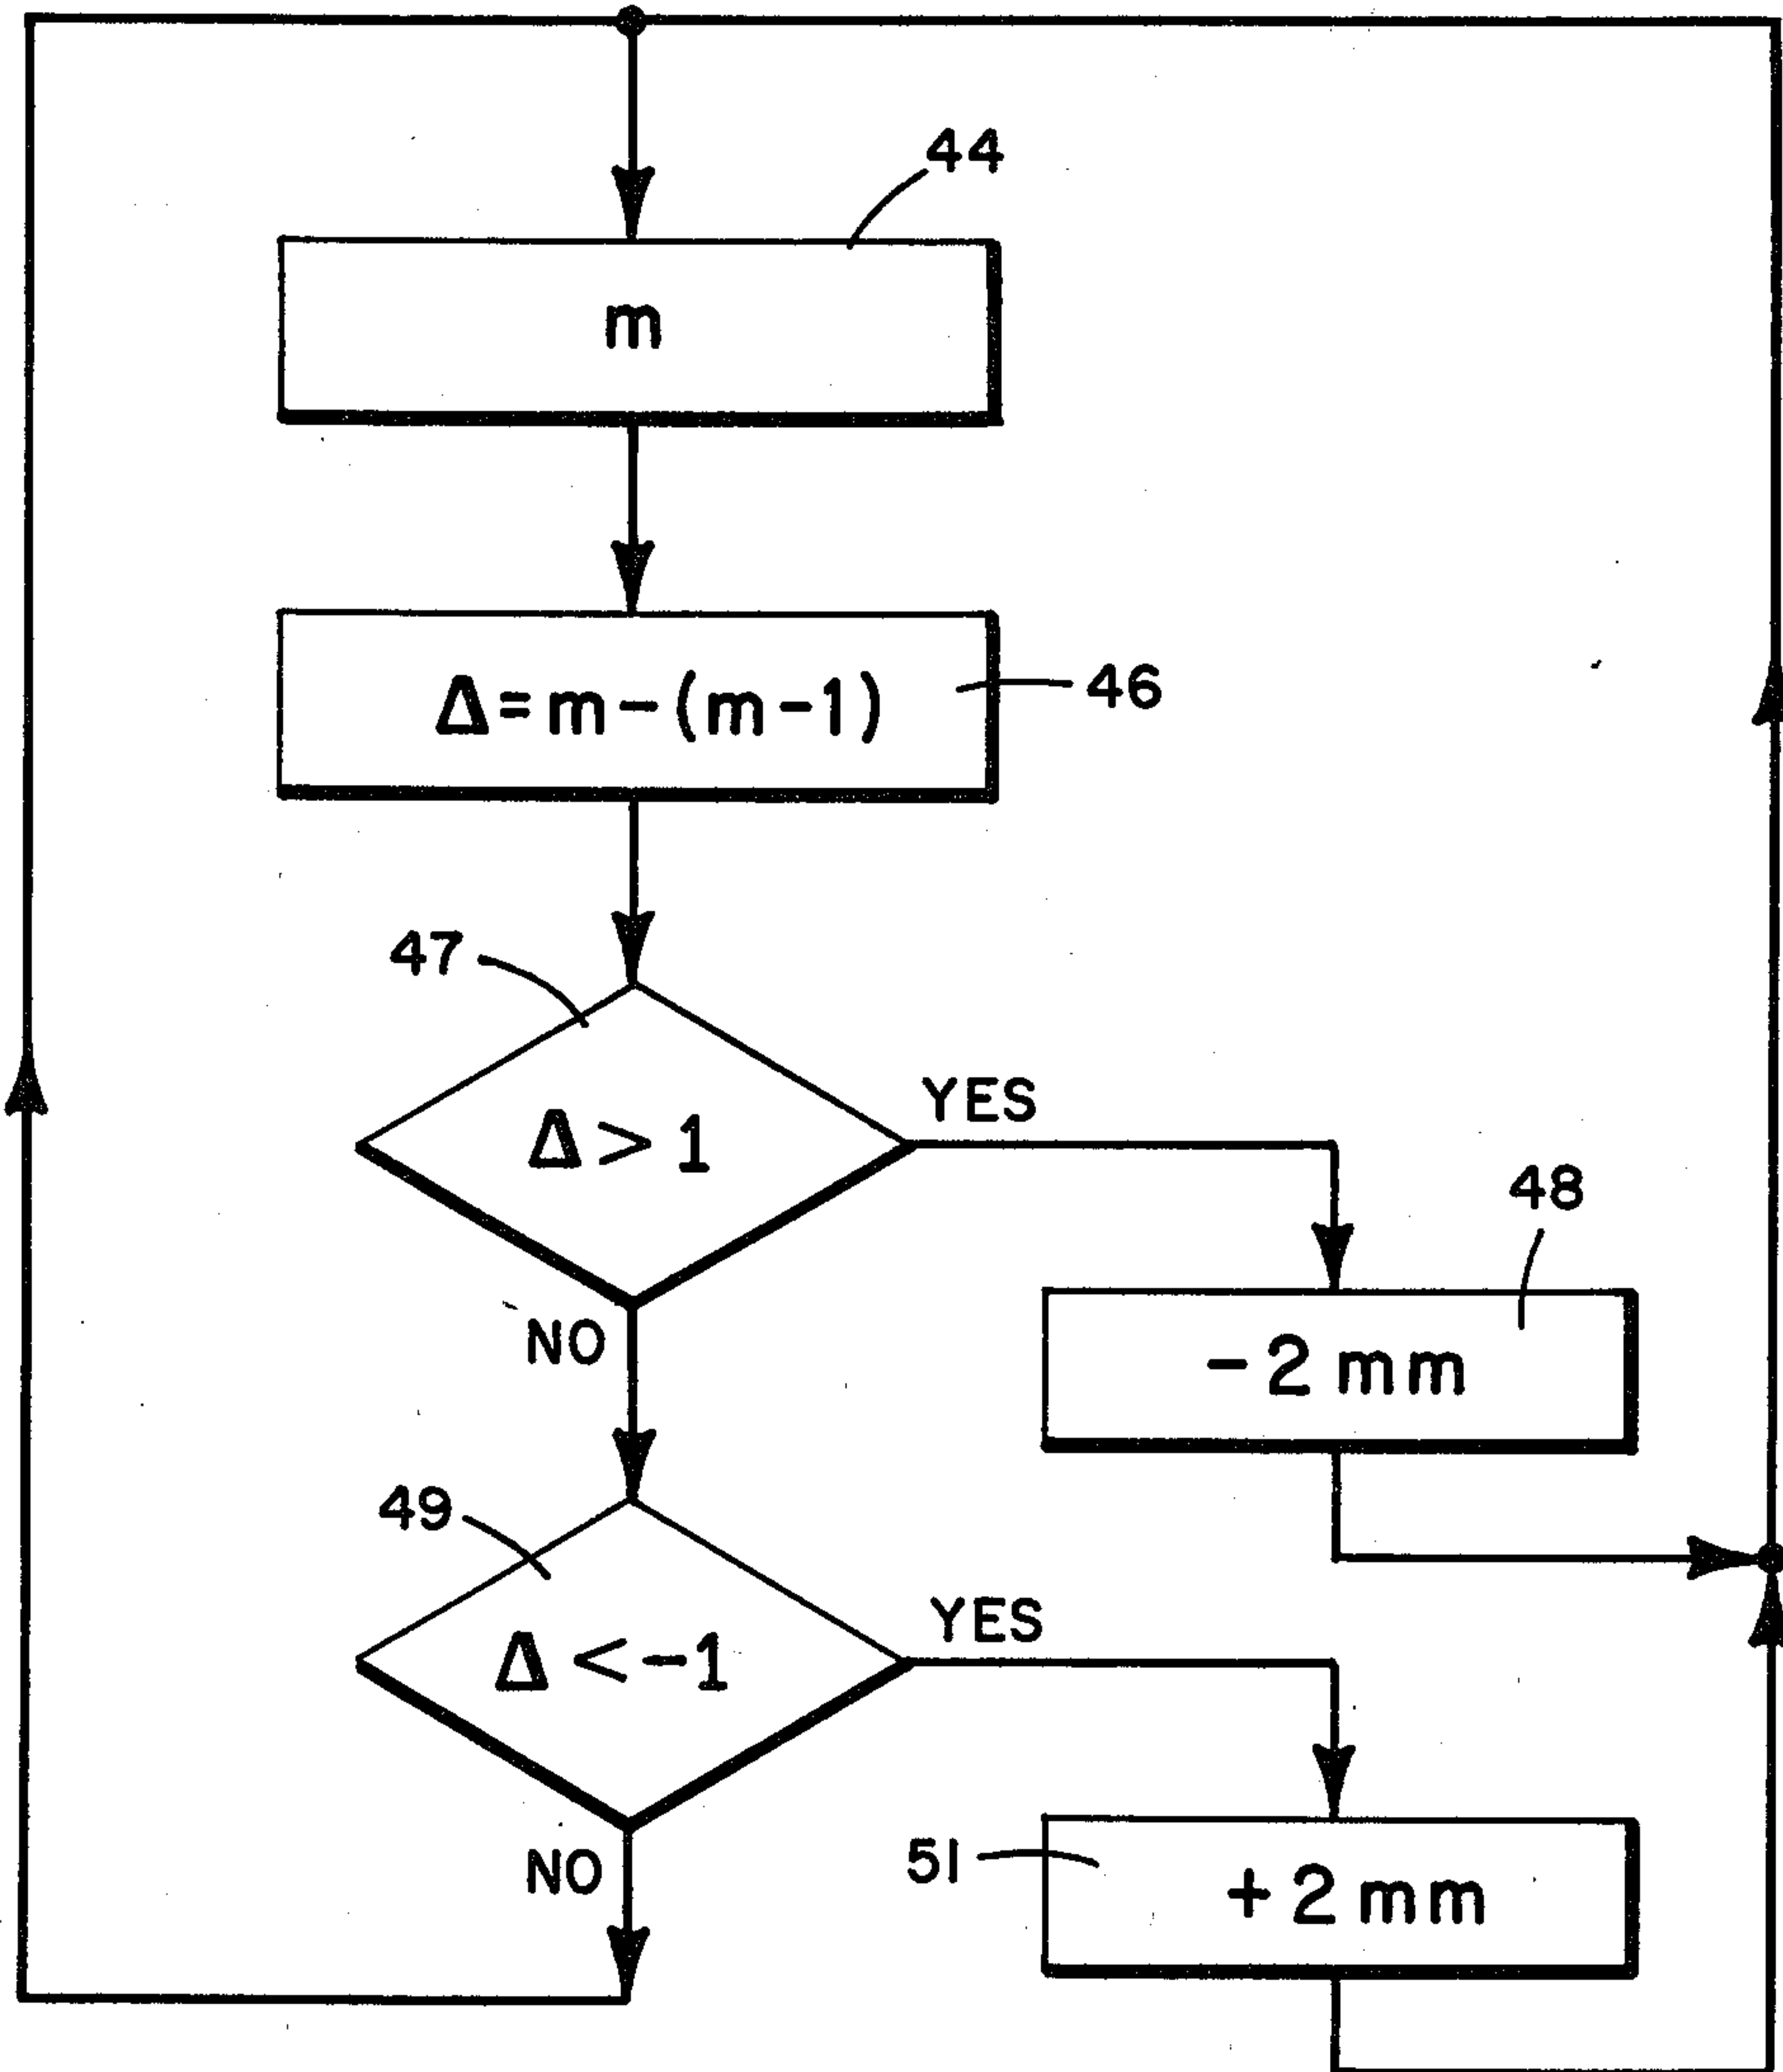 44
m
Δ=m-(m-1)
46
47
YES
Δ> 1
48
NO
-2 mm
49
YES
Δ <-1
51
NO
+2 mm